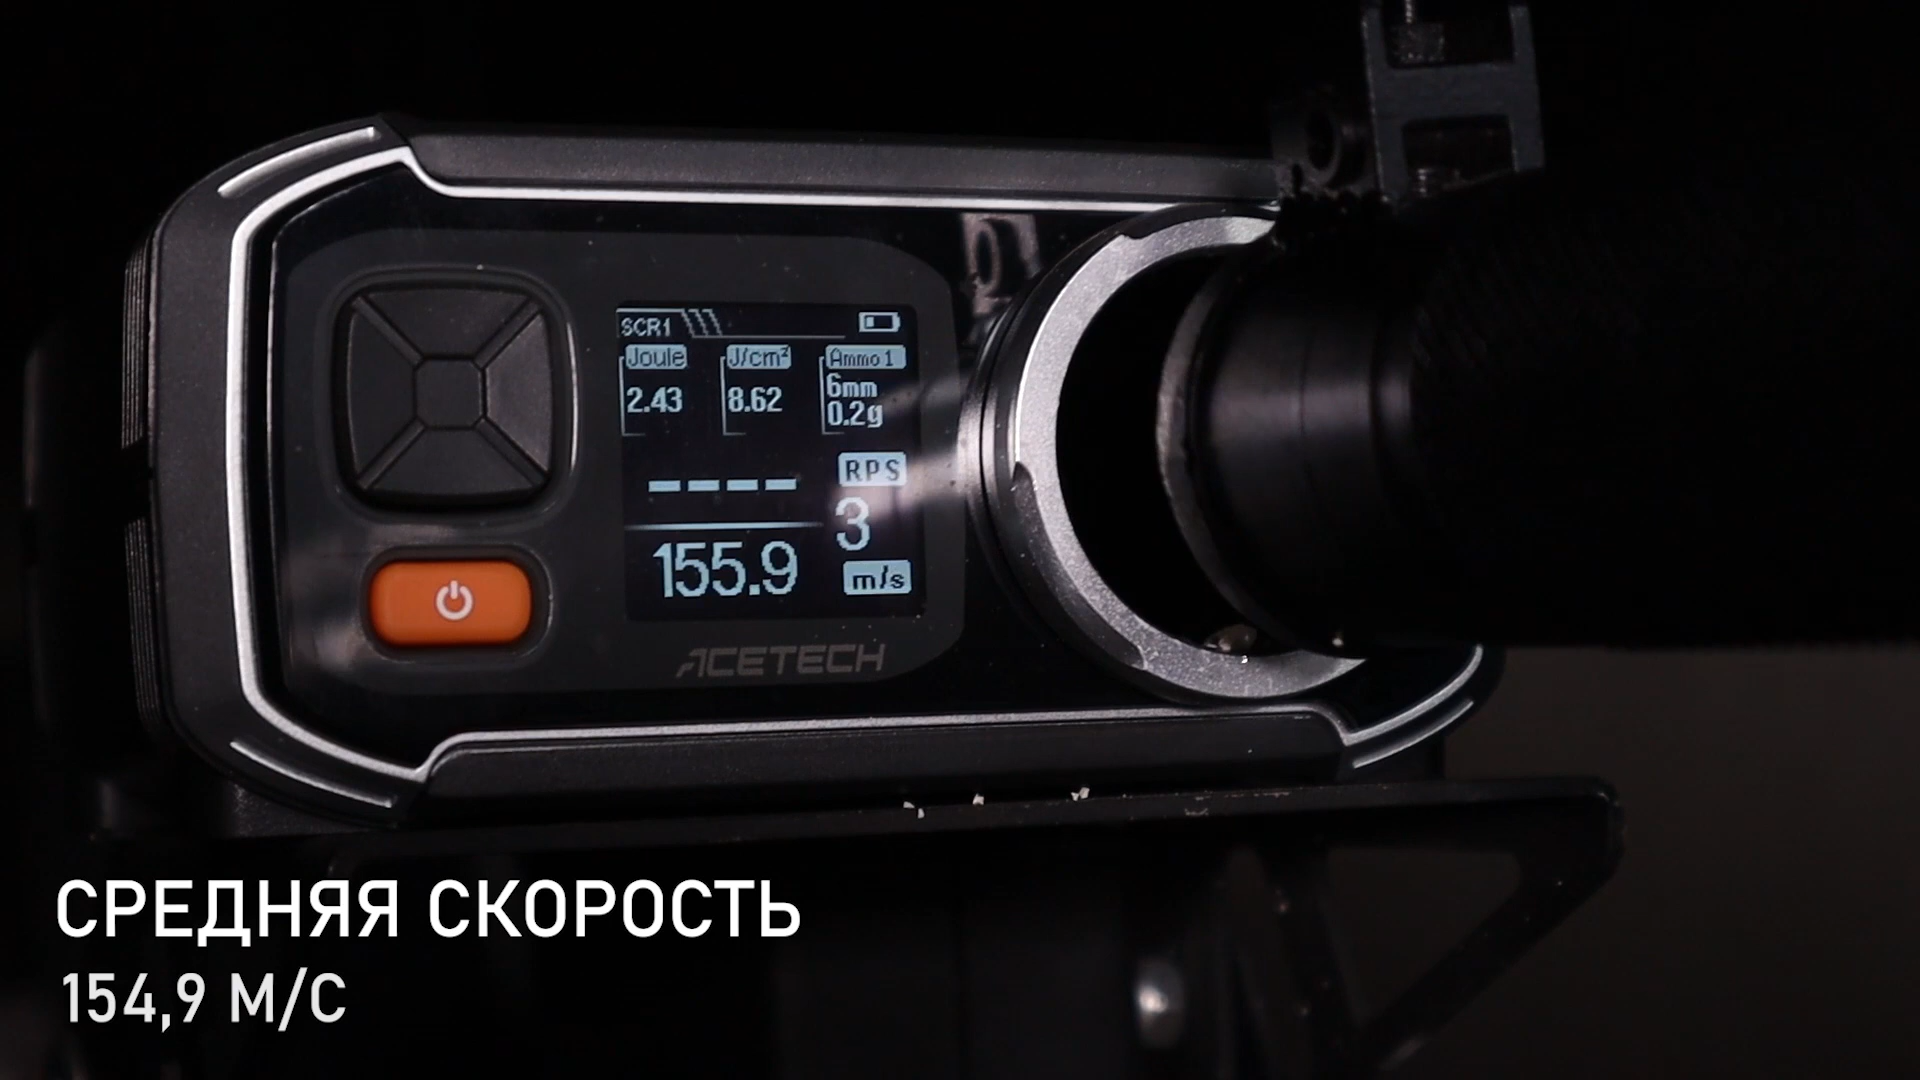 SCR1
Joule
J/cm²
Ammo 1
2.43
8.62
6mm
0.2g
RPS
----
3
155.9
m/s
ACETECH
СРЕДНЯЯ СКОРОСТЬ
154,9 М/С